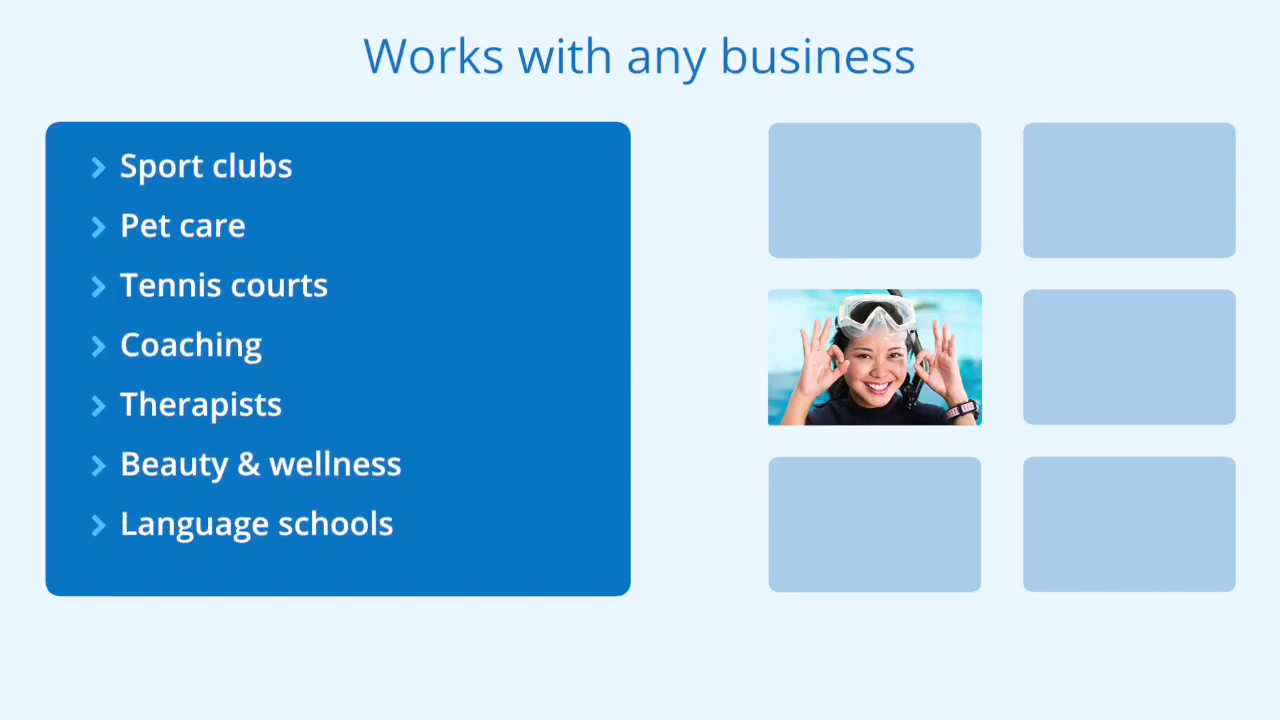 Works with any business
Sport clubs
Pet care
Tennis courts
Coaching
Therapists
Beauty & wellness
Language schools